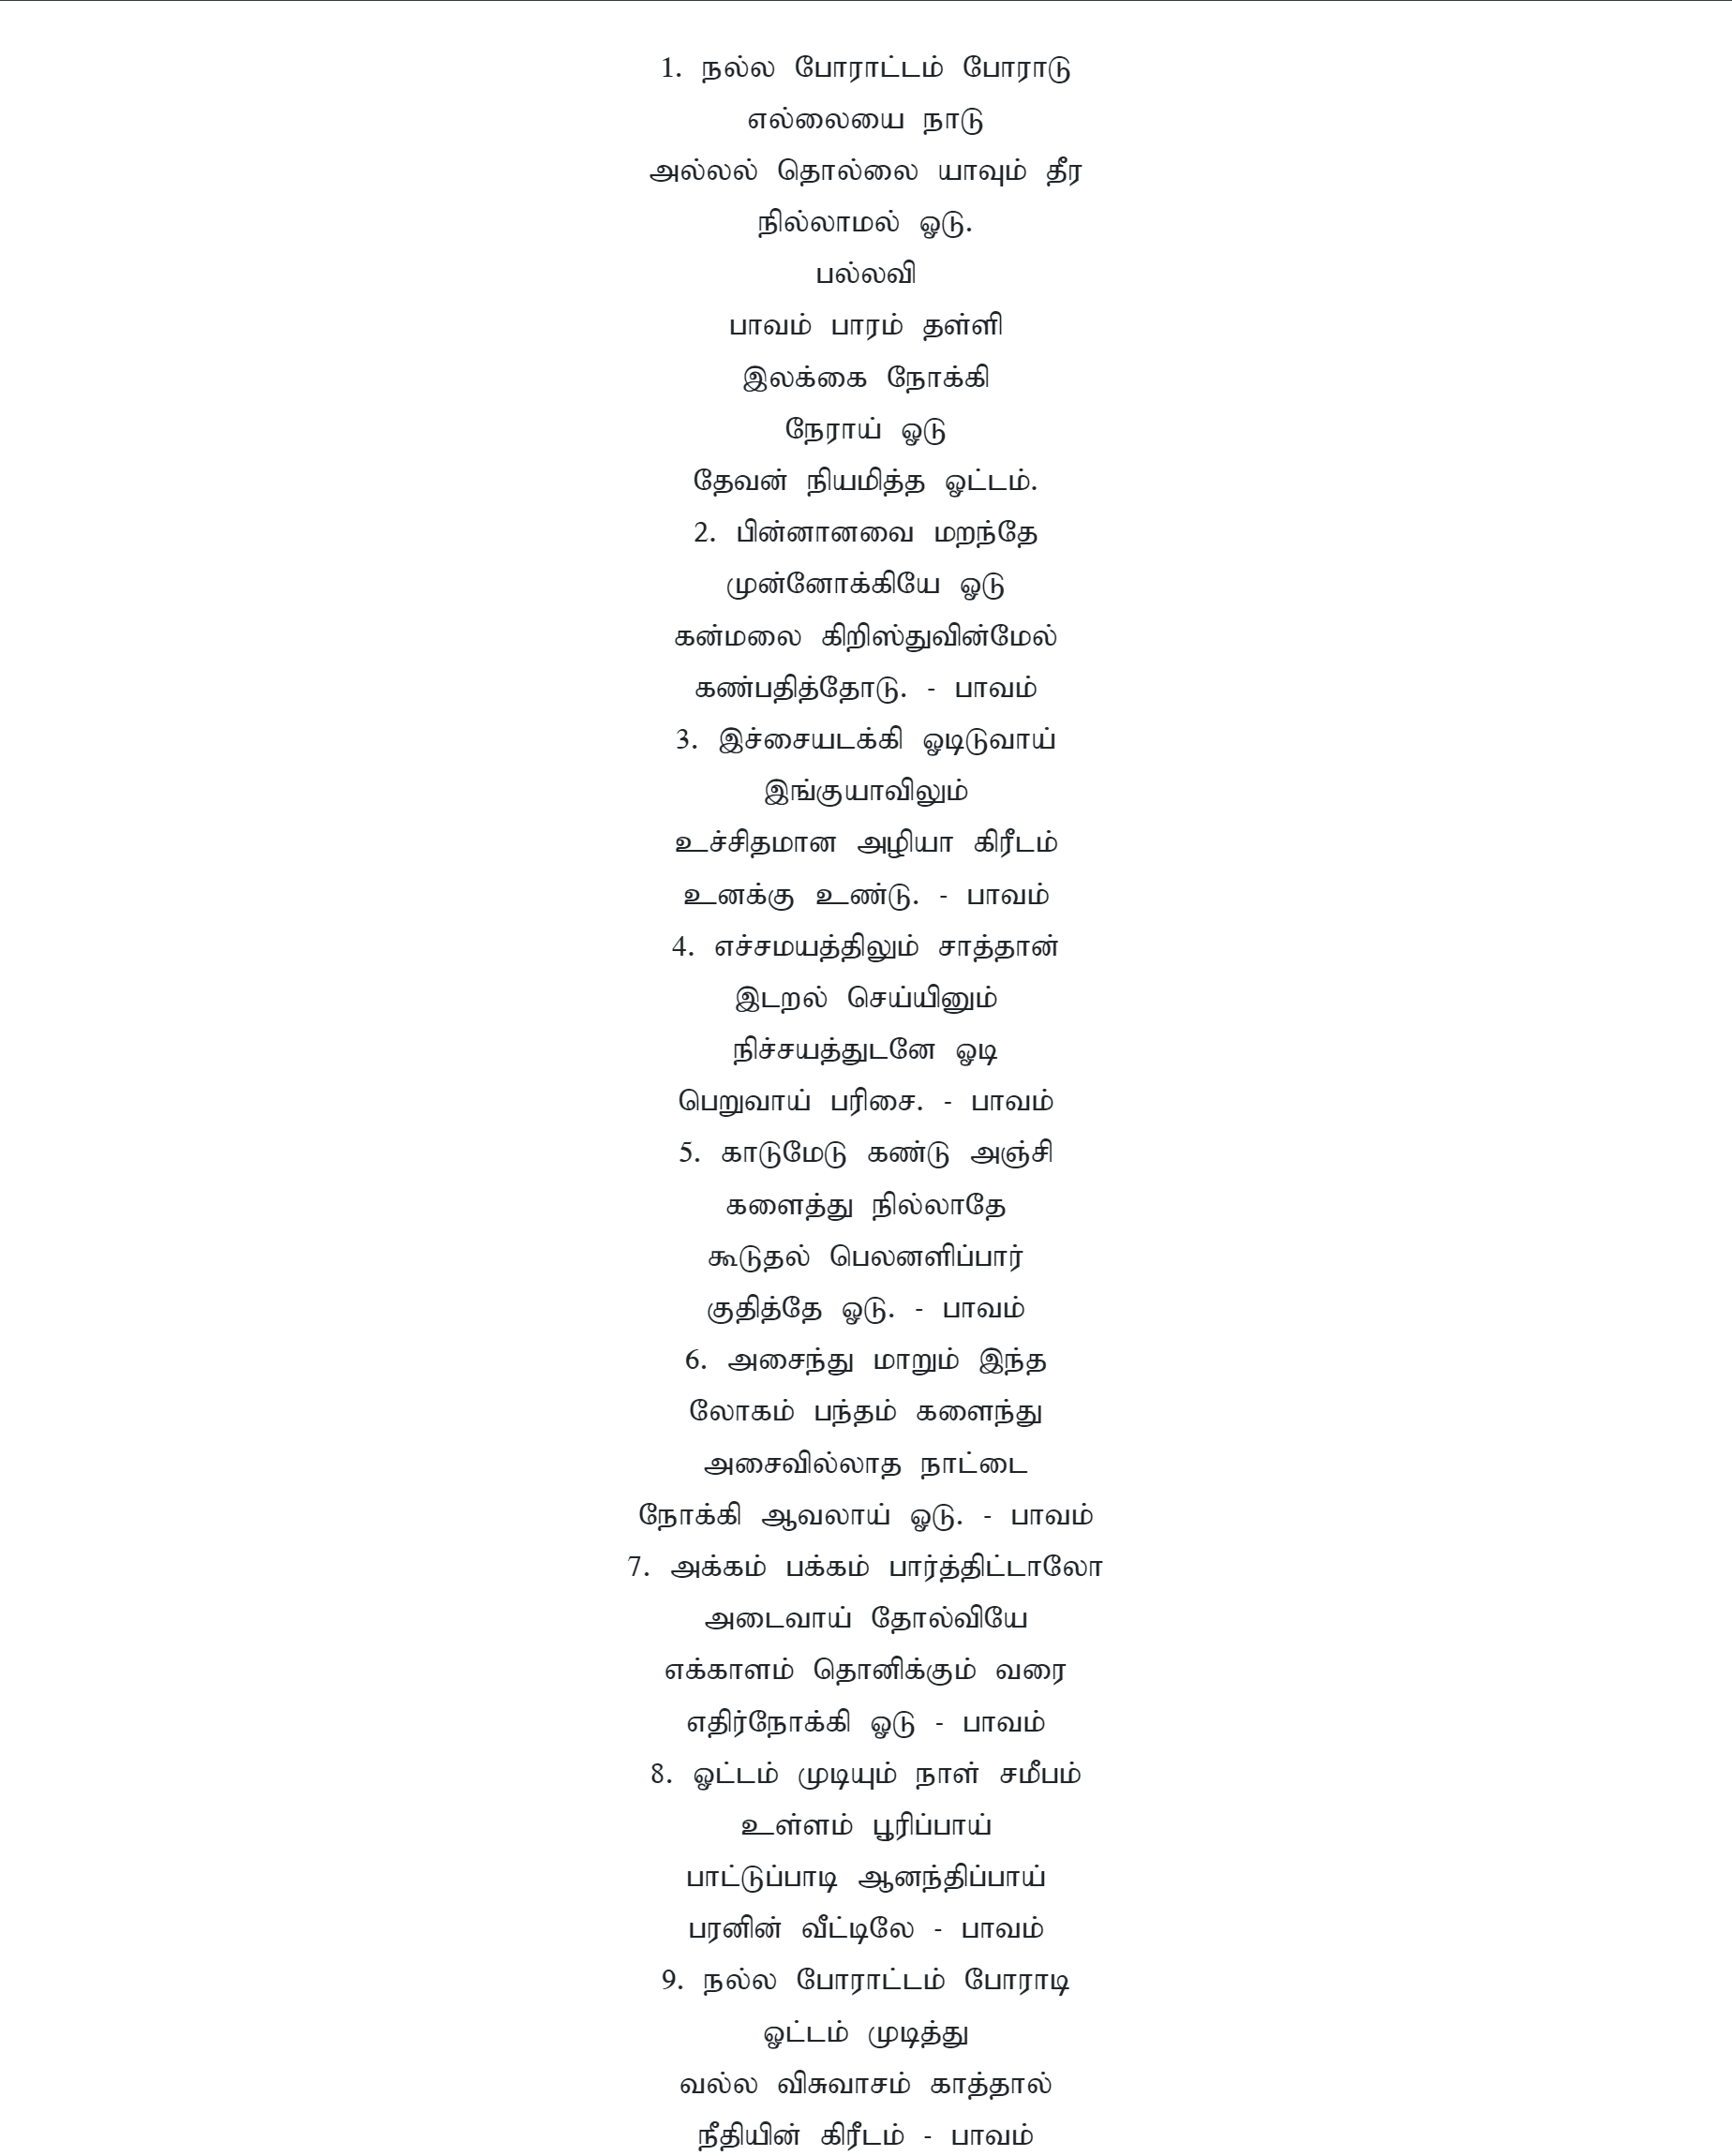 1. நல்ல போராட்டம் போராடு
எல்லையை நாடு
அல்லல் தொல்லை யாவும் தீர
நில்லாமல் ஓடு.
பல்லவி
பாவம் பாரம் தள்ளி
இலக்கை நோக்கி
நேராய் ஓடு
தேவன் நியமித்த ஓட்டம்.
2. பின்னானவை மறந்தே
முன்னோக்கியே ஓடு
கன்மலை கிறிஸ்துவின்மேல்
கண்பதித்தோடு. - பாவம்
3. இச்சையடக்கி ஓடிடுவாய்
இங்குயாவிலும்
உச்சிதமான அழியா கிரீடம்
உனக்கு உண்டு. - பாவம்
4. எச்சமயத்திலும் சாத்தான்
இடறல் செய்யினும்
நிச்சயத்துடனே ஓடி
பெறுவாய் பரிசை. - பாவம்
5. காடுமேடு கண்டு அஞ்சி
களைத்து நில்லாதே
கூடுதல் பெலனளிப்பார்
குதித்தே ஓடு. - பாவம்
6. அசைந்து மாறும் இந்த
லோகம் பந்தம் களைந்து
அசைவில்லாத நாட்டை
நோக்கி ஆவலாய் ஓடு. - பாவம்
7. அக்கம் பக்கம் பார்த்திட்டாலோ
அடைவாய் தோல்வியே
எக்காளம் தொனிக்கும் வரை
எதிர்நோக்கி ஓடு - பாவம்
8. ஓட்டம் முடியும் நாள் சமீபம்
உள்ளம் பூரிப்பாய்
பாட்டுப்பாடி ஆனந்திப்பாய்
பரனின் வீட்டிலே - பாவம்
9. நல்ல போராட்டம் போராடி
ஓட்டம் முடித்து
வல்ல விசுவாசம் காத்தால்
நீதியின் கிரீடம் - பாவம்